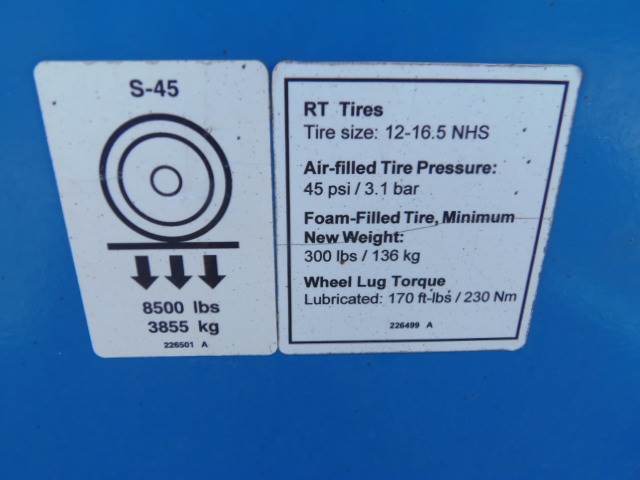 S-45
8500 lbs
3855 kg
226501 A
RT Tires
Tire size: 12-16.5 NHS
Air-filled Tire Pressure:
45 psi / 3.1 bar
Foam-Filled Tire, Minimum
New Weight:
300 lbs / 136 kg
Wheel Lug Torque
Lubricated: 170 ft-lbs / 230 Nm
226499 A